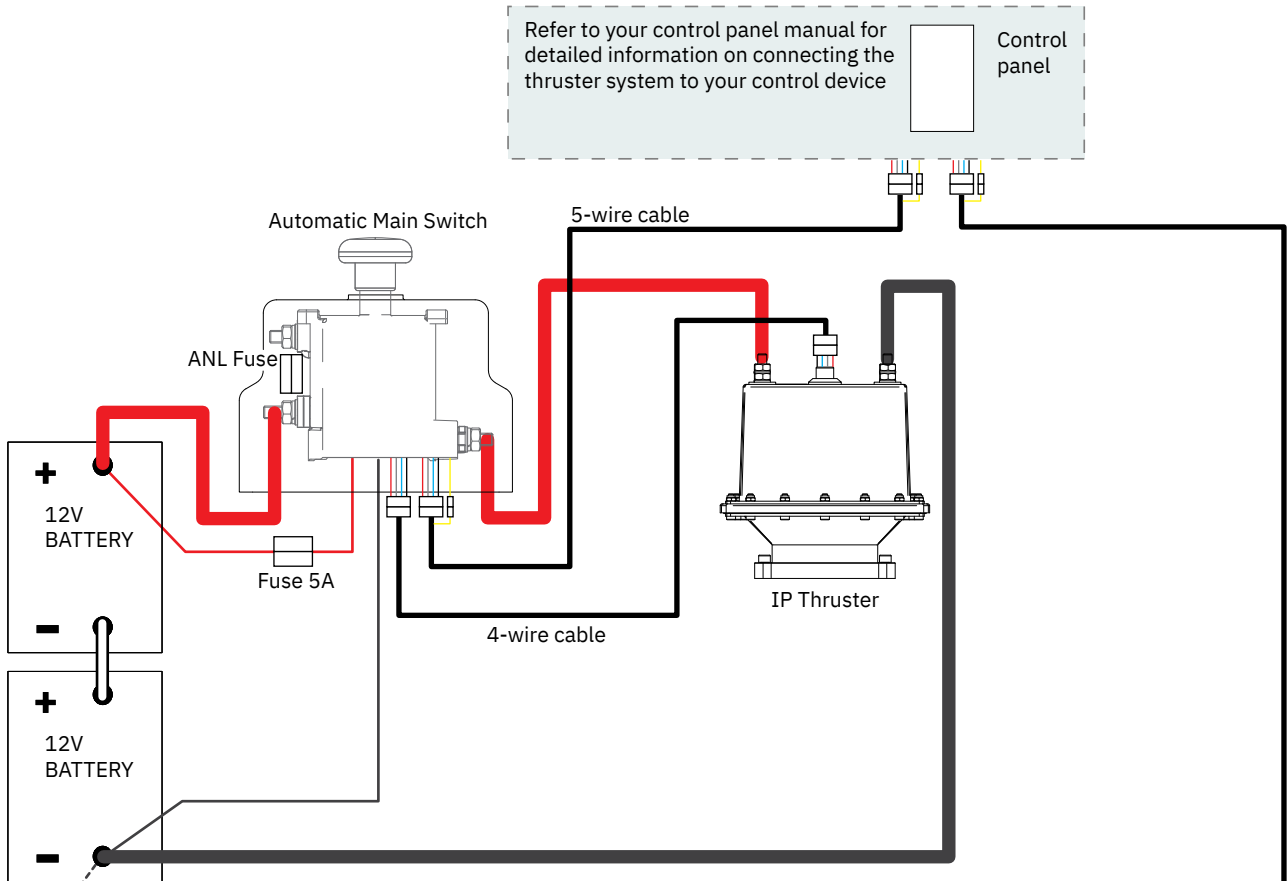 Refer to your control panel manual for
detailed information on connecting the
thruster system to your control device
Control
panel
5-wire cable
Automatic Main Switch
ANL Fuse
+
12V
BATTERY
-
Fuse 5A
IP Thruster
4-wire cable
+
12V
BATTERY
-